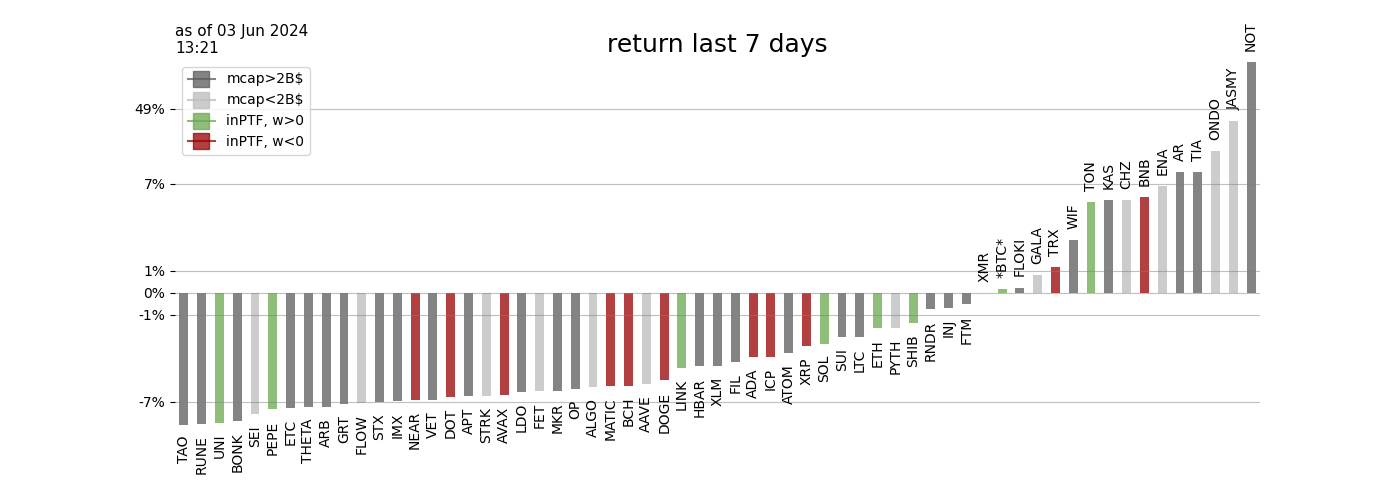 as of 03 Jun 2024
13:21
return last 7 days
mcap>2B$
mcap<2B$
inPTF, w>0
inPTF, w<0
49%
7%
1%
0%
-1%
-7%
TAO
RUNE
UNI
BONK
SEI
PEPE
ETC
THETA
ARB
GRT
FLOW
STX
IMX
NEAR
VET
DOT
APT
STRK
AVAX
LDO
FET
MKR
OP
ALGO
MATIC
BCH
AAVE
DOGE
LINK
HBAR
XLM
FIL
ADA
ICP
ATOM
XRP
SOL
SUI
LTC
ETH
PYTH
SHIB
RNDR
INJ
FTM
XMR
*BTC*
FLOKI
GALA
TRX
WIF
TON
KAS
CHZ
BNB
ENA
AR
TIA
ONDO
JASMY
NOT